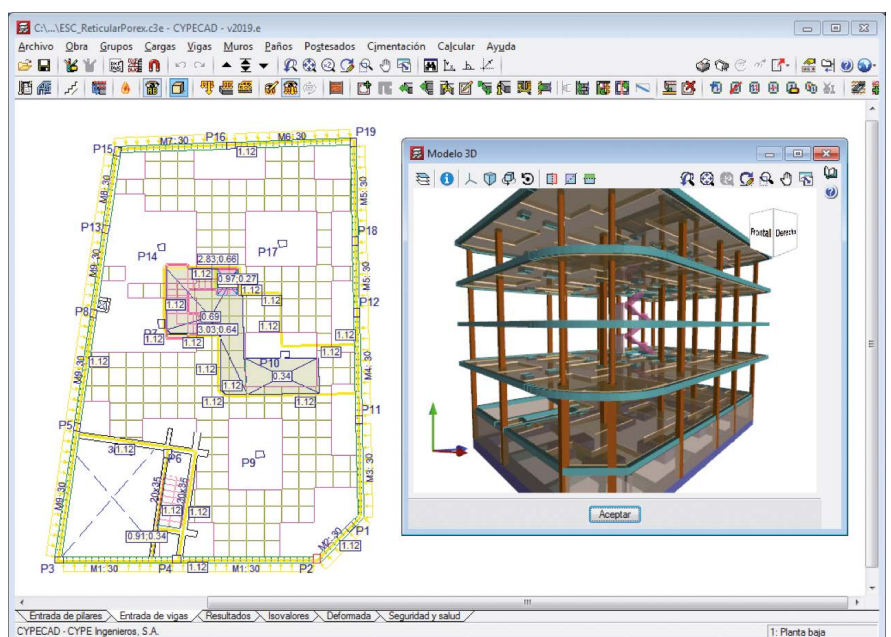 C:\...\ESC_ReticularPorex.c3e - CYPECAD - v2019.e
Archivo Obra Grupos Cargas Vigas Muros Paños Postesados Cimentación Calcular Ayuda
P15 M7: 30 P16 M6: 30 P19
1.12
M8: 30
M5: 30
P13
P18
P14
P17
2.83;0.66
1.12
0.97;0.27
1.12
M9: 30
M5: 30
1.12
P8
P12
0.69
P7
3.03;0.64
1.12
1.12
1.12
1.12
1.12
P10
M4: 30
M9: 30
1.12
1.12
0.34
1.12
1.12
1.12
P11
P5
1.12
P6
P9
M3: 30
20x35
30x35
M9: 30
1.12
1.12
P1
0.91;0.34
M2: 30
1.12
P3 M1: 30 P4 1.12 M1: 30 P2
Modelo 3D
Frontal Derecha
Aceptar
Entrada de pilares Entrada de vigas Resultados Isovalores Deformada Seguridad y salud
CYPECAD - CYPE Ingenieros, S.A.
1: Planta baja